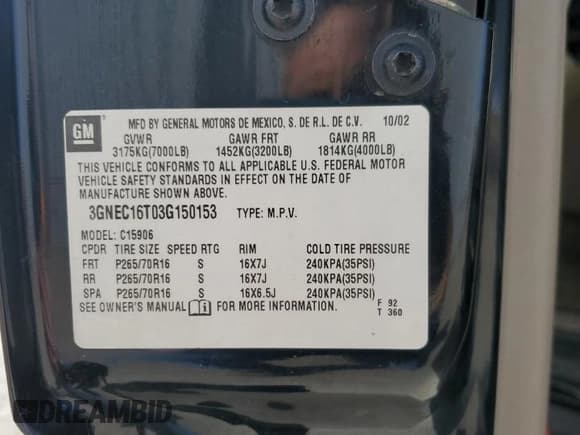 GM
MFD BY GENERAL MOTORS DE MEXICO, S. DE R.L. DE C.V. 10/02
GVWR GAWR FRT GAWR RR
3175KG(7000LB) 1452KG(3200LB) 1814KG(4000LB)
THIS VEHICLE CONFORMS TO ALL APPLICABLE U.S. FEDERAL MOTOR
VEHICLE SAFETY STANDARDS IN EFFECT ON THE DATE OF
MANUFACTURE SHOWN ABOVE.
3GNEC16T03G150153 TYPE: M.P.V.
MODEL: C15906
CPDR TIRE SIZE SPEED RTG RIM COLD TIRE PRESSURE
FRT P265/70R16 S 16X7J 240KPA(35PSI)
RR P265/70R16 S 16X7J 240KPA(35PSI)
SPA P265/70R16 S 16X6.5J 240KPA(35PSI)
SEE OWNER'S MANUAL FOR MORE INFORMATION. F 92
T 360
DREAMBID